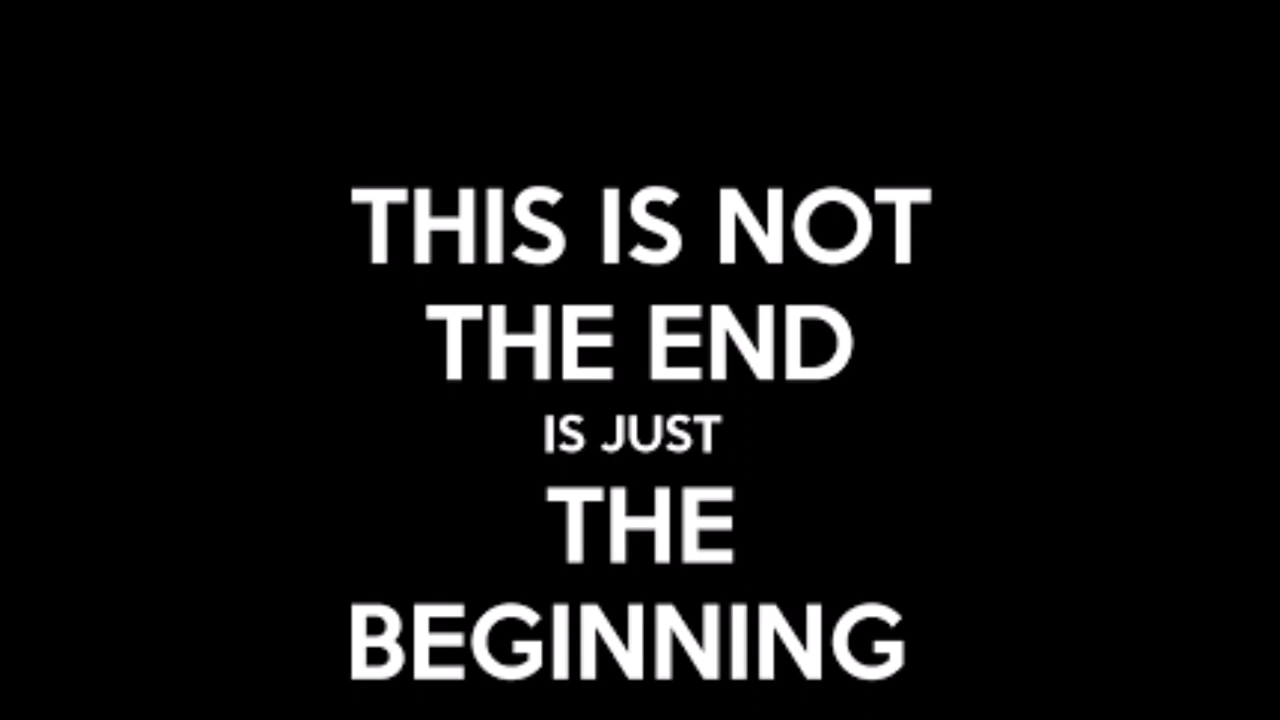 THIS IS NOT
THE END
IS JUST
THE
BEGINNING